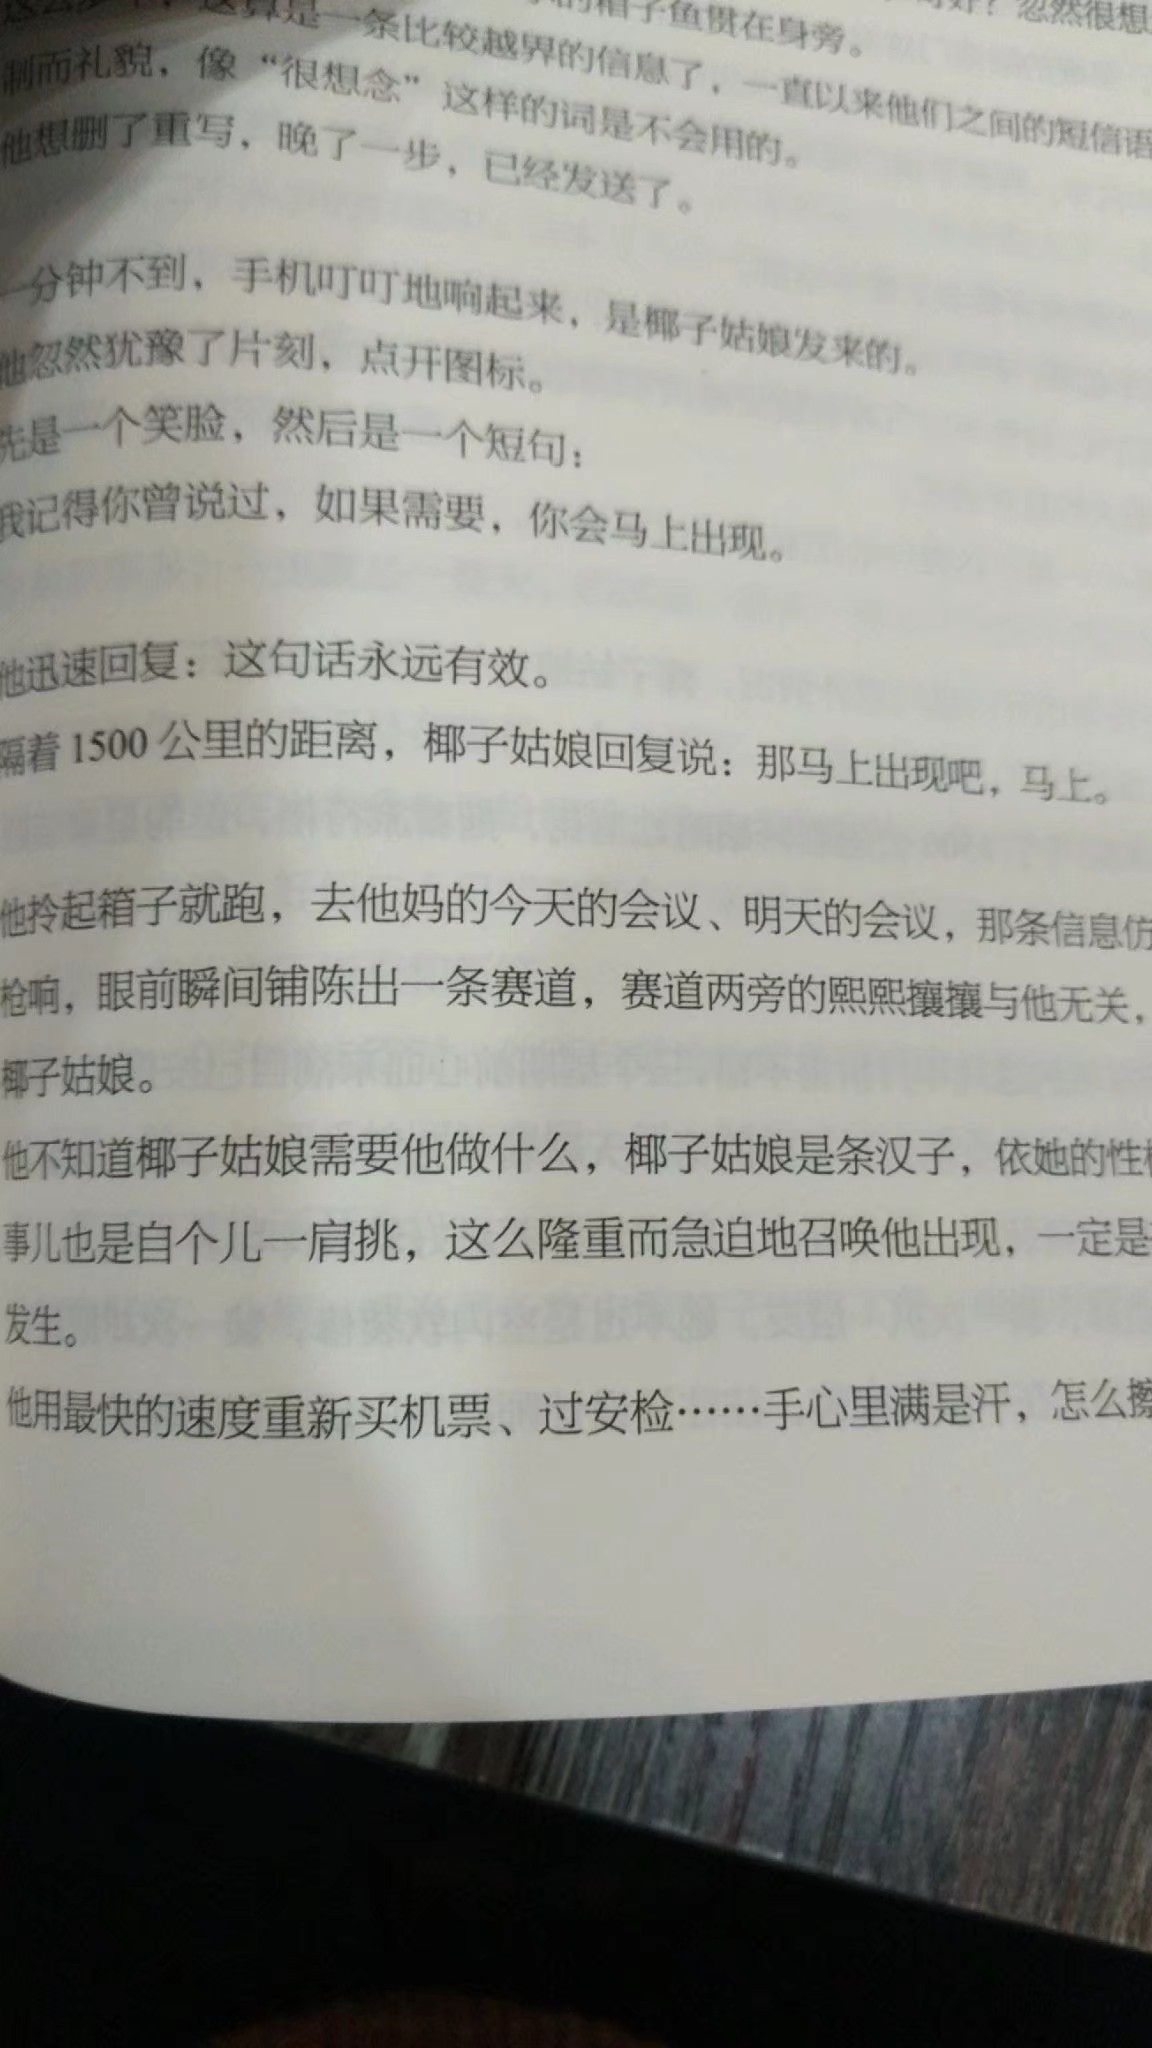 的箱子鱼贯在身旁。
这算是一条比较越界的信息了，一直以来他们之间的短信语
制而礼貌，像“很想念”这样的词是不会用的。
他想删了重写，晚了一步，已经发送了。
一分钟不到，手机叮叮地响起来，是椰子姑娘发来的。
他忽然犹豫了片刻，点开图标。
先是一个笑脸，然后是一个短句：
我记得你曾说过，如果需要，你会马上出现。
他迅速回复：这句话永远有效。
隔着1500公里的距离，椰子姑娘回复说：那马上出现吧，马上。
他拎起箱子就跑，去他妈的今天的会议、明天的会议，那条信息仿
枪响，眼前瞬间铺陈出一条赛道，赛道两旁的熙熙攘攘与他无关，
椰子姑娘。
他不知道椰子姑娘需要他做什么，椰子姑娘是条汉子，依她的性
事儿也是自个儿一肩挑，这么隆重而急迫地召唤他出现，一定是
发生。
他用最快的速度重新买机票、过安检……手心里满是汗，怎么擦